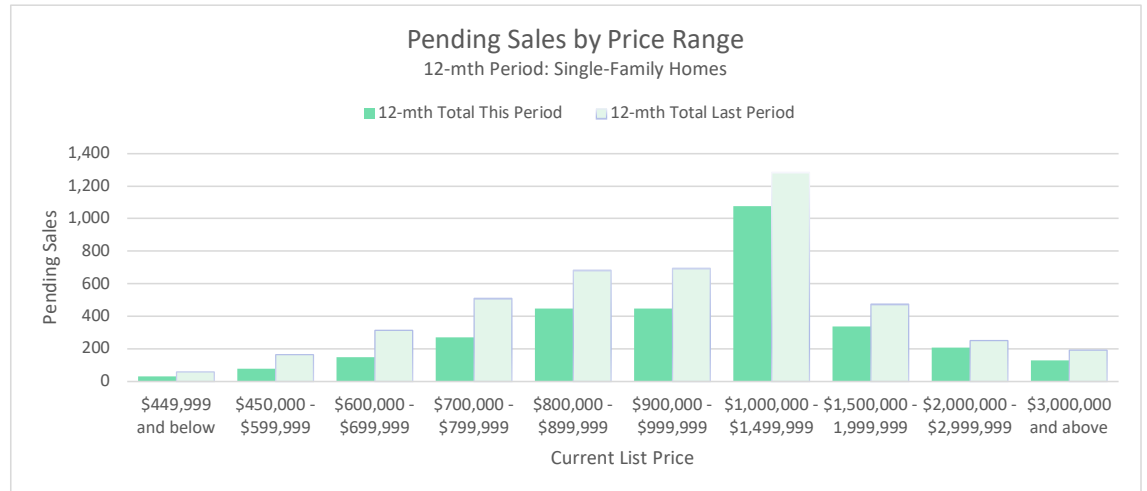 Pending Sales by Price Range
12-mth Period: Single-Family Homes
12-mth Total This Period 12-mth Total Last Period
Pending Sales
1,400
1,200
1,000
800
600
400
200
0
$449,999 $450,000 - $600,000 - $700,000 - $800,000 - $900,000 - $1,000,000 - $1,500,000 - $2,000,000 - $3,000,000
and below $599,999 $699,999 $799,999 $899,999 $999,999 $1,499,999 1,999,999 $2,999,999 and above
Current List Price